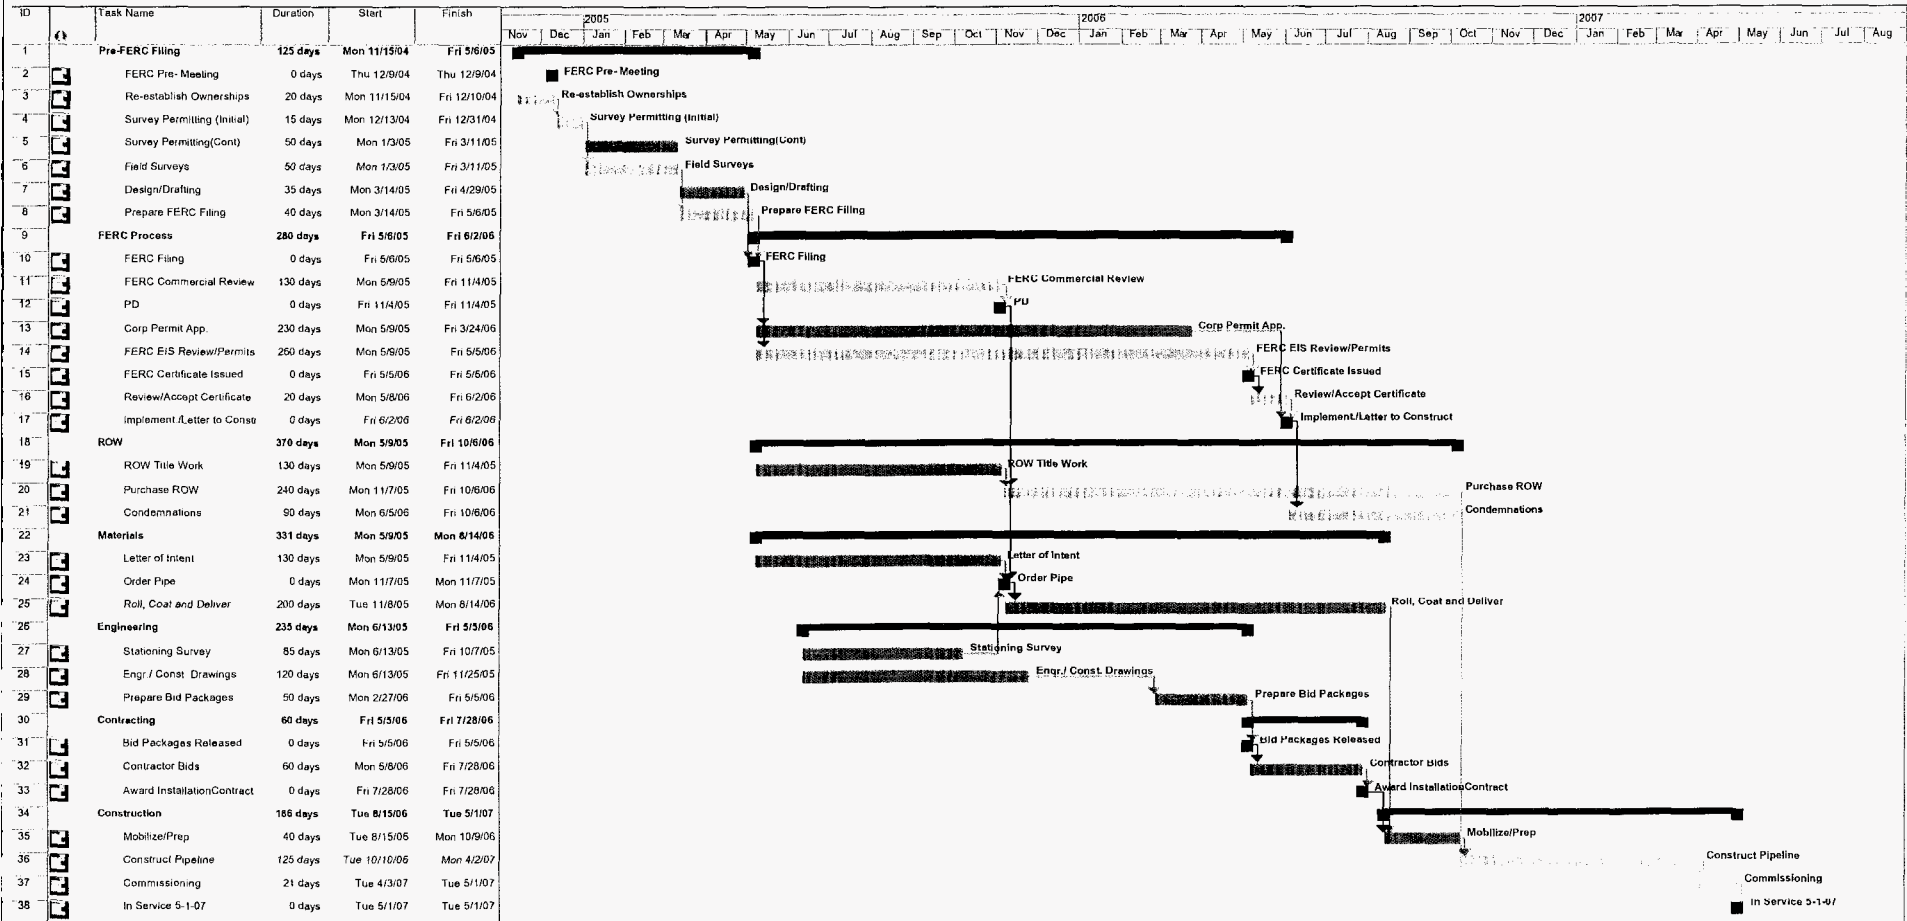 ID Task Name Duration Start Finish 2005 2006 2007
Nov Dec Jan Feb Mar Apr May Jun Jul Aug Sep Oct Nov Dec Jan Feb Mar Apr May Jun Jul Aug Sep Oct Nov Dec Jan Feb Mar Apr May Jun Jul Aug
1 Pre-FERC Filing 125 days Mon 11/15/04 Fri 5/6/05
2 FERC Pre-Meeting 0 days Thu 12/9/04 Thu 12/9/04 FERC Pre-Meeting
3 Re-establish Ownerships 20 days Mon 11/15/04 Fri 12/10/04 Re-establish Ownerships
4 Survey Permitting (Initial) 15 days Mon 12/13/04 Fri 12/31/04 Survey Permitting (Initial)
5 Survey Permitting(Cont) 50 days Mon 1/3/05 Fri 3/11/05 Survey Permitting(Cont)
6 Field Surveys 50 days Mon 1/3/05 Fri 3/11/05 Field Surveys
7 Design/Drafting 35 days Mon 3/14/05 Fri 4/29/05 Design/Drafting
8 Prepare FERC Filing 40 days Mon 3/14/05 Fri 5/6/05 Prepare FERC Filing
9 FERC Process 280 days Fri 5/6/05 Fri 6/2/06
10 FERC Filing 0 days Fri 5/6/05 Fri 5/6/05 FERC Filing
11 FERC Commercial Review 130 days Mon 5/9/05 Fri 11/4/05 FERC Commercial Review
12 PD 0 days Fri 11/4/05 Fri 11/4/05 PD
13 Corp Permit App. 230 days Mon 5/9/05 Fri 3/24/06 Corp Permit App.
14 FERC EIS Review/Permits 260 days Mon 5/9/05 Fri 5/5/06 FERC EIS Review/Permits
15 FERC Certificate Issued 0 days Fri 5/5/06 Fri 5/5/06 FERC Certificate Issued
16 Review/Accept Certificate 20 days Mon 5/8/06 Fri 6/2/06 Review/Accept Certificate
17 Implement./Letter to Constr 0 days Fri 6/2/06 Fri 6/2/06 Implement./Letter to Construct
18 ROW 370 days Mon 5/9/05 Fri 10/6/06
19 ROW Title Work 130 days Mon 5/9/05 Fri 11/4/05 ROW Title Work
20 Purchase ROW 240 days Mon 11/7/05 Fri 10/6/06 Purchase ROW
21 Condemnations 90 days Mon 6/5/06 Fri 10/6/06 Condemnations
22 Materials 331 days Mon 5/9/05 Mon 8/14/06
23 Letter of Intent 130 days Mon 5/9/05 Fri 11/4/05 Letter of Intent
24 Order Pipe 0 days Mon 11/7/05 Mon 11/7/05 Order Pipe
25 Roll, Coat and Deliver 200 days Tue 11/8/05 Mon 8/14/06 Roll, Coat and Deliver
26 Engineering 235 days Mon 6/13/05 Fri 5/5/06
27 Stationing Survey 85 days Mon 6/13/05 Fri 10/7/05 Stationing Survey
28 Engr./ Const. Drawings 120 days Mon 6/13/05 Fri 11/25/05 Engr./ Const. Drawings
29 Prepare Bid Packages 50 days Mon 2/27/06 Fri 5/5/06 Prepare Bid Packages
30 Contracting 60 days Fri 5/5/06 Fri 7/28/06
31 Bid Packages Released 0 days Fri 5/5/06 Fri 5/5/06 Bid Packages Released
32 Contractor Bids 60 days Mon 5/8/06 Fri 7/28/06 Contractor Bids
33 Award InstallationContract 0 days Fri 7/28/06 Fri 7/28/06 Award InstallationContract
34 Construction 186 days Tue 8/15/06 Tue 5/1/07
35 Mobilize/Prep 40 days Tue 8/15/06 Mon 10/9/06 Mobilize/Prep
36 Construct Pipeline 125 days Tue 10/10/06 Mon 4/2/07 Construct Pipeline
37 Commissioning 21 days Tue 4/3/07 Tue 5/1/07 Commissioning
38 In Service 5-1-07 0 days Tue 5/1/07 Tue 5/1/07 In Service 5-1-07